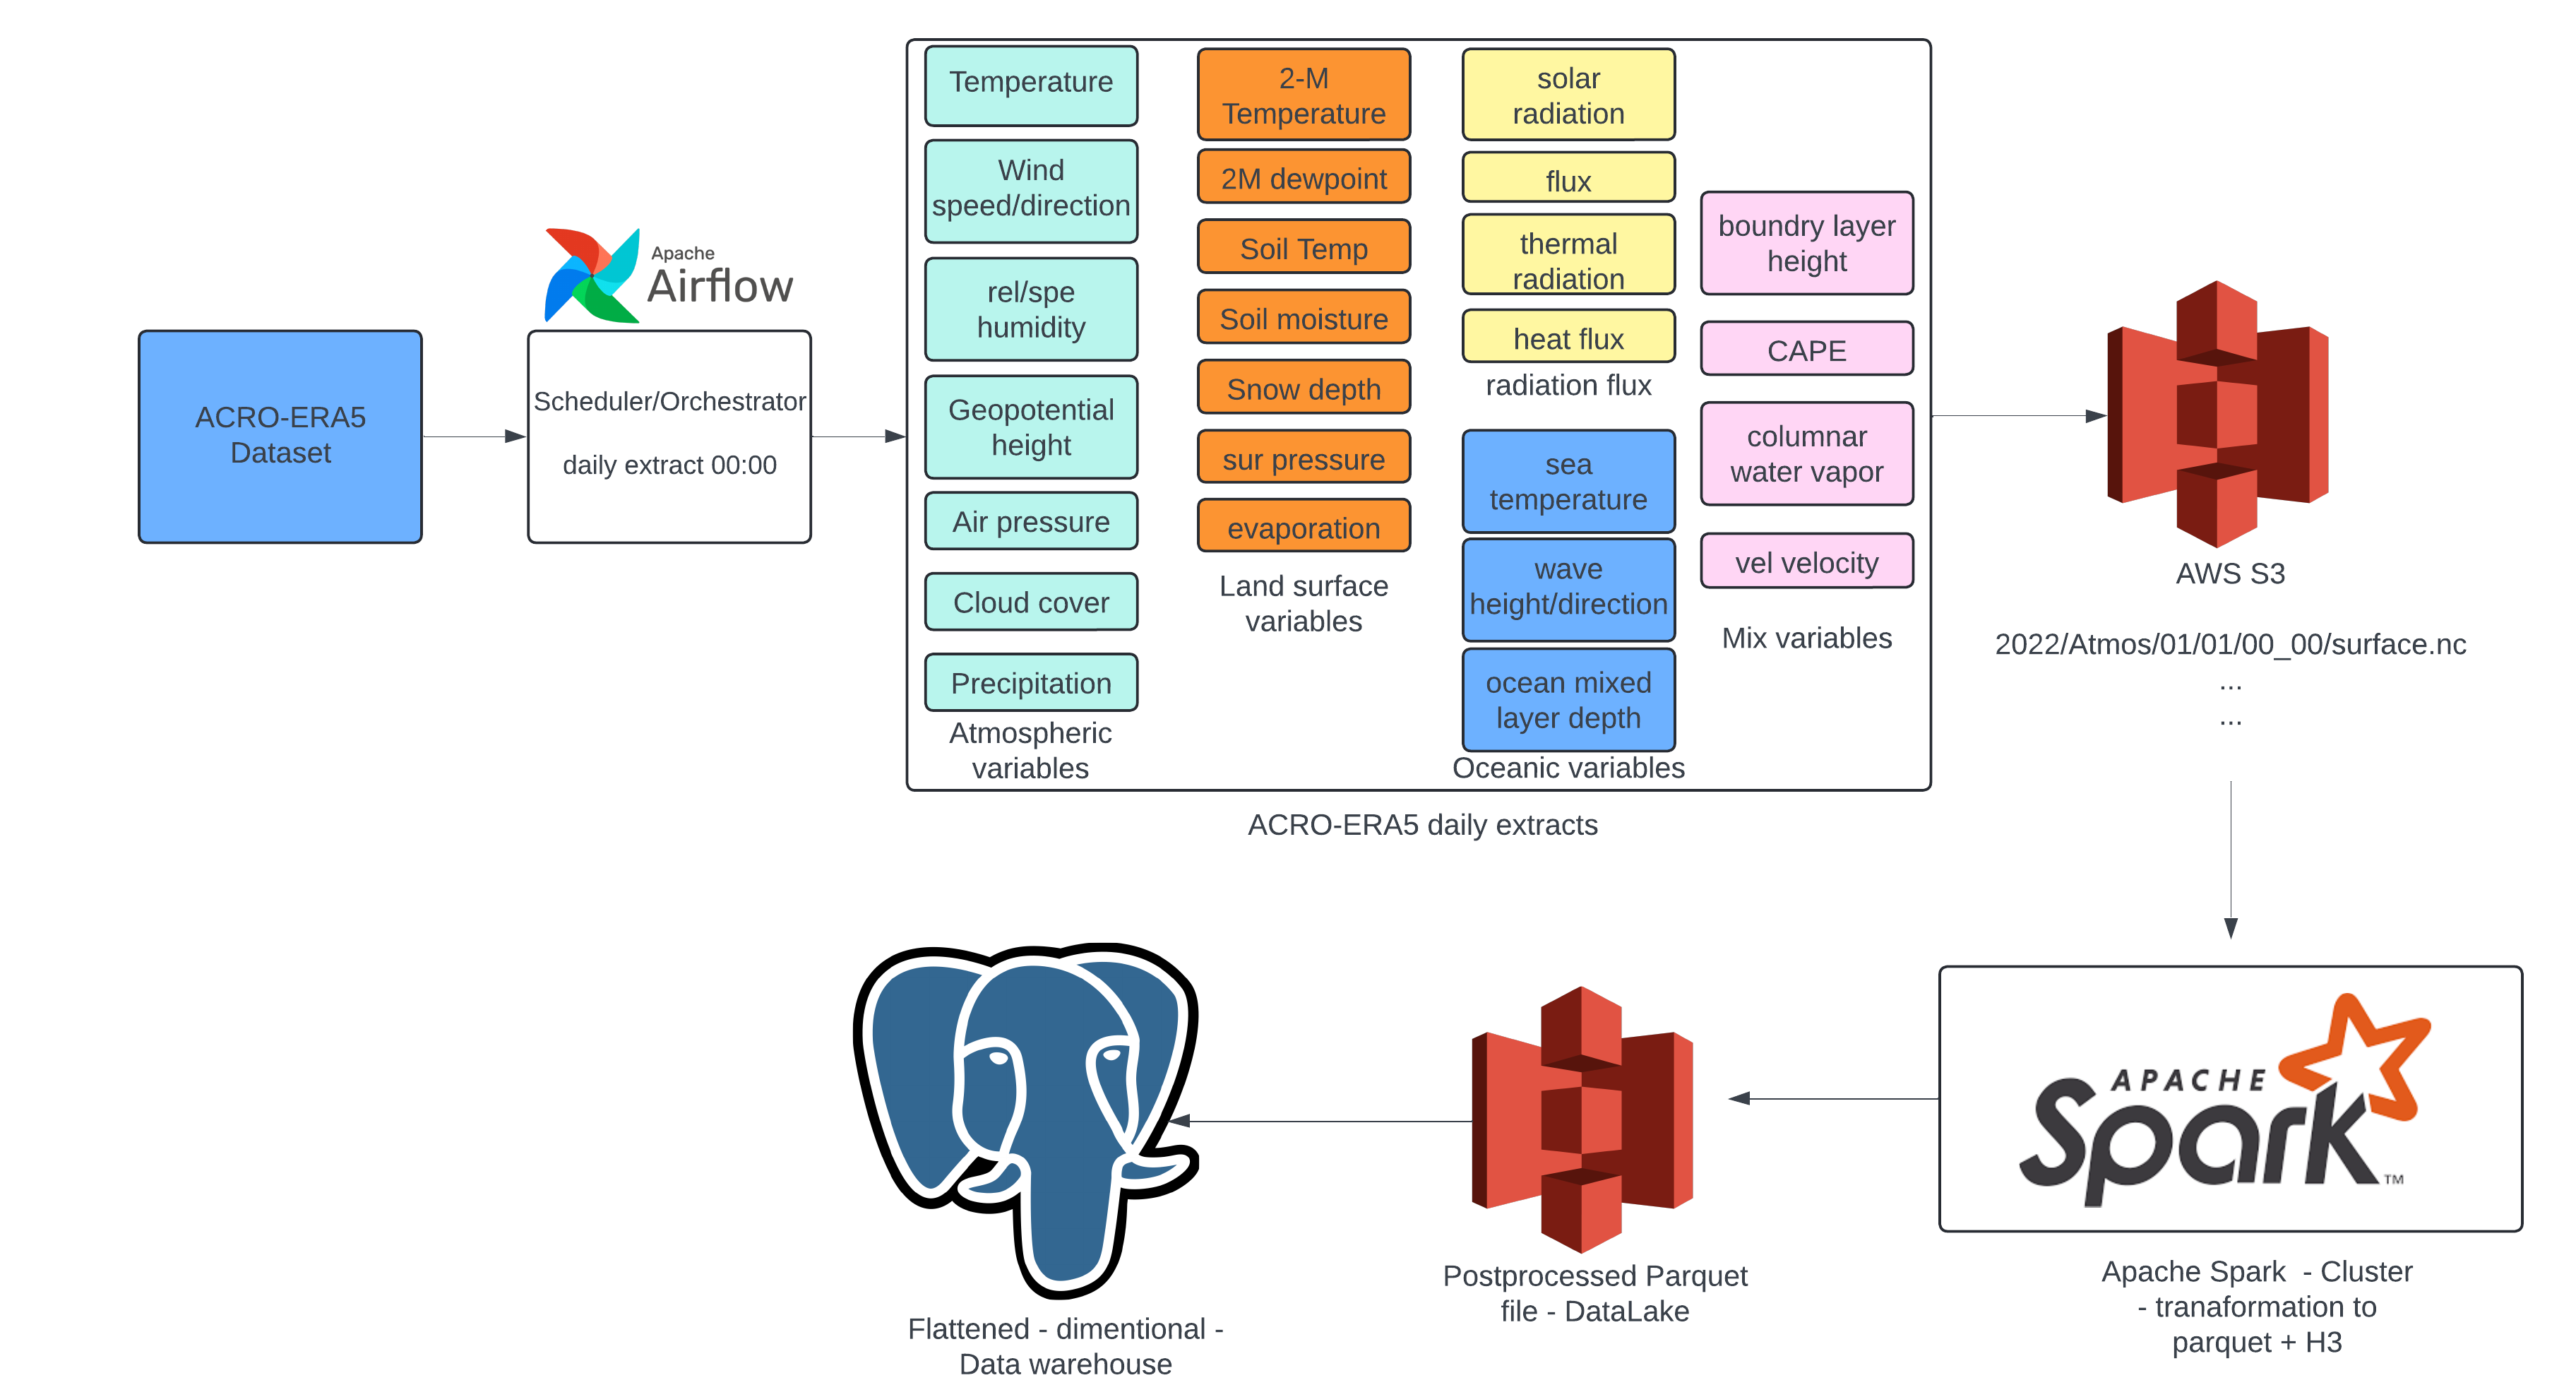 ACRO-ERA5
Dataset
Apache
Airflow
Scheduler/Orchestrator
daily extract 00:00
Temperature
Wind
speed/direction
rel/spe
humidity
Geopotential
height
Air pressure
Cloud cover
Precipitation
Atmospheric
variables
2-M
Temperature
2M dewpoint
Soil Temp
Soil moisture
Snow depth
sur pressure
evaporation
Land surface
variables
solar
radiation
flux
thermal
radiation
heat flux
radiation flux
sea
temperature
wave
height/direction
ocean mixed
layer depth
Oceanic variables
boundry layer
height
CAPE
columnar
water vapor
vel velocity
Mix variables
ACRO-ERA5 daily extracts
AWS S3
2022/Atmos/01/01/00_00/surface.nc
...
...
APACHE
Spark
TM
Apache Spark  - Cluster
- tranaformation to
parquet + H3
Postprocessed Parquet
file - DataLake
Flattened - dimentional -
Data warehouse